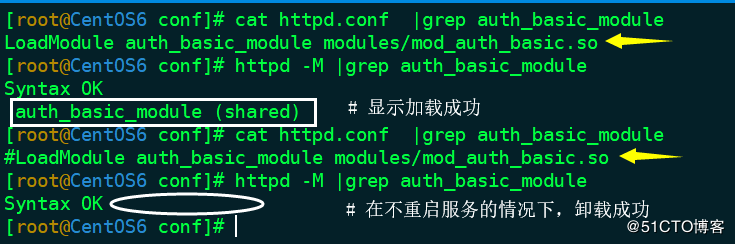 [root@CentOS6 conf]# cat httpd.conf  |grep auth_basic_module
LoadModule auth_basic_module modules/mod_auth_basic.so
[root@CentOS6 conf]# httpd -M |grep auth_basic_module
Syntax OK
auth_basic_module (shared) # 显示加载成功
[root@CentOS6 conf]# cat httpd.conf  |grep auth_basic_module
#LoadModule auth_basic_module modules/mod_auth_basic.so
[root@CentOS6 conf]# httpd -M |grep auth_basic_module
Syntax OK # 在不重启服务的情况下，卸载成功
[root@CentOS6 conf]#
@51CTO博客